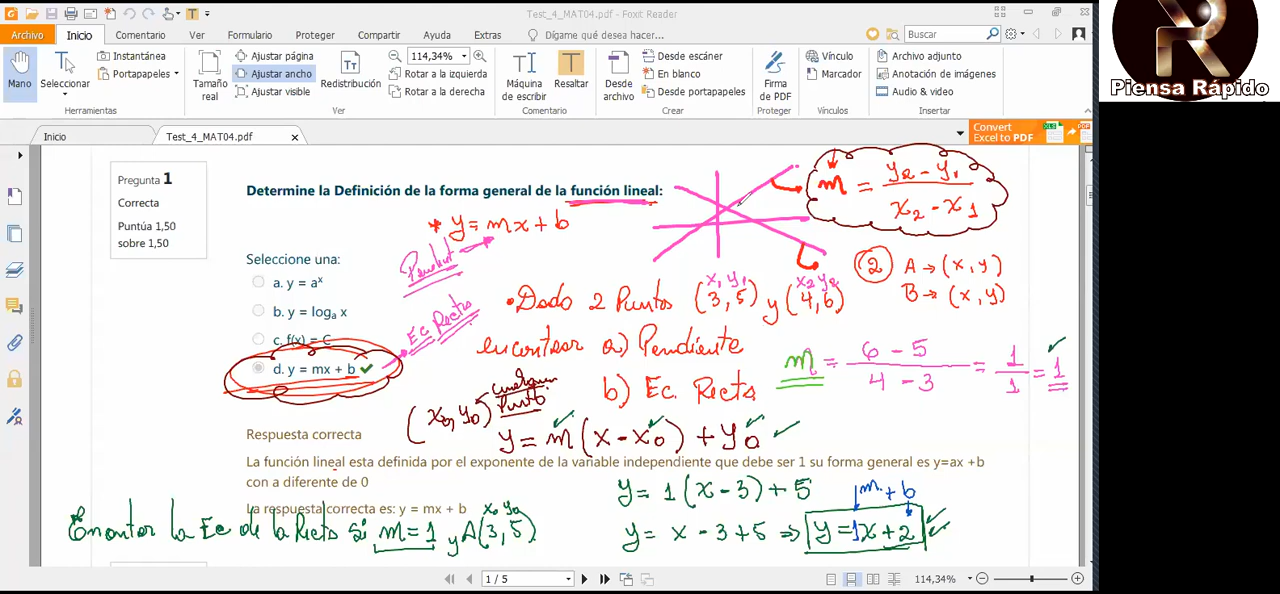 Test_4_MAT04.pdf - Foxit Reader
Archivo Inicio Comentario Ver Formulario Proteger Compartir Ayuda Extras Dígame qué desea hacer... Buscar
Mano Seleccionar Instantánea Portapapeles Tamaño real Ajustar página Ajustar ancho Ajustar visible Redistribución 114,34% Rotar a la izquierda Rotar a la derecha Máquina de escribir Resaltar Desde archivo Desde escáner En blanco Desde portapapeles Firma de PDF Vínculo Marcador Archivo adjunto Anotación de imágenes Audio & video
Herramientas Ver Comentario Crear Proteger Vínculos Insertar
Piensa Rápido
Inicio Test_4_MAT04.pdf Convert Excel to PDF
Pregunta 1
Correcta
Puntúa 1,50
sobre 1,50
Determine la Definición de la forma general de la función lineal:
* y = mx + b
m = y₂ - y₁ / x₂ - x₁
Seleccione una:
a. y = aˣ
b. y = logₐ x
c. f(x) = C
d. y = mx + b
Ec Recta
② A → (x, y)
B → (x, y)
x₁ y₁ x₂ y₂
• Dado 2 Puntos (3, 5) y (4, 6)
encontrar a) Pendiente
m = 6 - 5 / 4 - 3 = 1 / 1 = 1
b) Ec. Recta
(x₀, y₀) cualquier Punto
y = m(x - x₀) + y₀
Respuesta correcta
La función lineal esta definida por el exponente de la variable independiente que debe ser 1 su forma general es y=ax +b
con a diferente de 0
La respuesta correcta es: y = mx + b
y = 1(x - 3) + 5
m + b
x₀ y₀
Encontrar la Ec de la Recta Si m = 1 y A(3, 5)
y = x - 3 + 5 ⇒ y = 1x + 2
1 / 5 114,34%